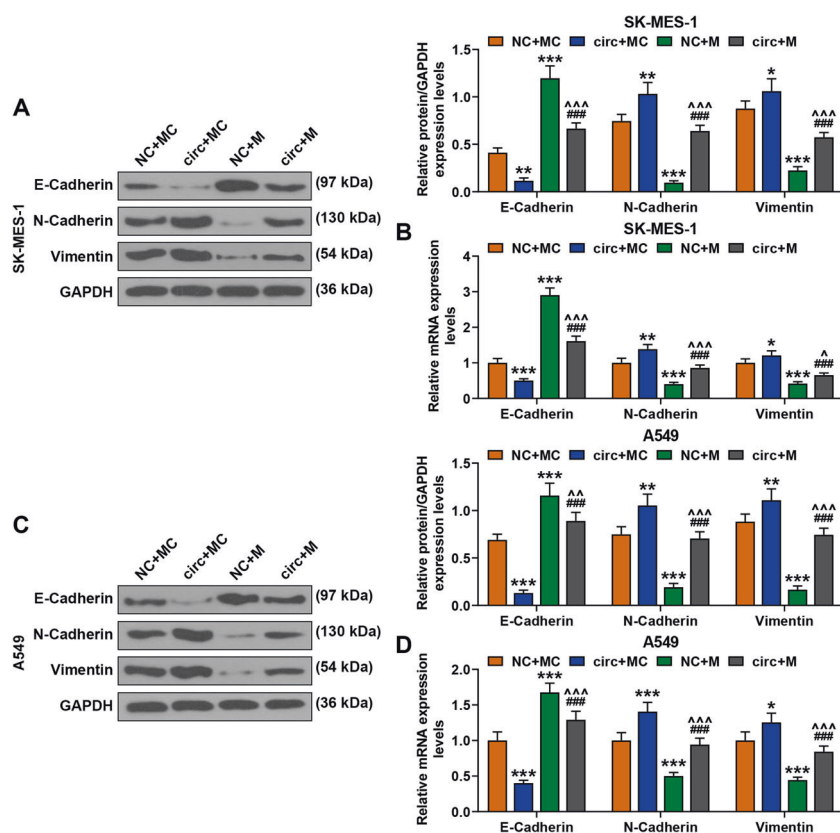 A
NC+MC circ+MC NC+M circ+M
E-Cadherin (97 kDa)
N-Cadherin (130 kDa)
Vimentin (54 kDa)
GAPDH (36 kDa)
SK-MES-1
SK-MES-1
NC+MC circ+MC NC+M circ+M
Relative protein/GAPDH
expression levels
1.5
1.0
0.5
0.0
** *** ^^^ ###
** *** ^^^ ###
* *** ^^^ ###
E-Cadherin N-Cadherin Vimentin
B
SK-MES-1
NC+MC circ+MC NC+M circ+M
Relative mRNA expression
levels
4
3
2
1
0
*** *** ^^^ ###
** *** ^^^ ###
* *** ^ ###
E-Cadherin N-Cadherin Vimentin
C
NC+MC circ+MC NC+M circ+M
E-Cadherin (97 kDa)
N-Cadherin (130 kDa)
Vimentin (54 kDa)
GAPDH (36 kDa)
A549
A549
NC+MC circ+MC NC+M circ+M
Relative protein/GAPDH
expression levels
1.5
1.0
0.5
0.0
*** *** ^^ ###
** *** ^^^ ###
** *** ^^^ ###
E-Cadherin N-Cadherin Vimentin
D
A549
NC+MC circ+MC NC+M circ+M
Relative mRNA expression
levels
2.0
1.5
1.0
0.5
0.0
*** *** ^^^ ###
*** *** ^^^ ###
* *** ^^^ ###
E-Cadherin N-Cadherin Vimentin